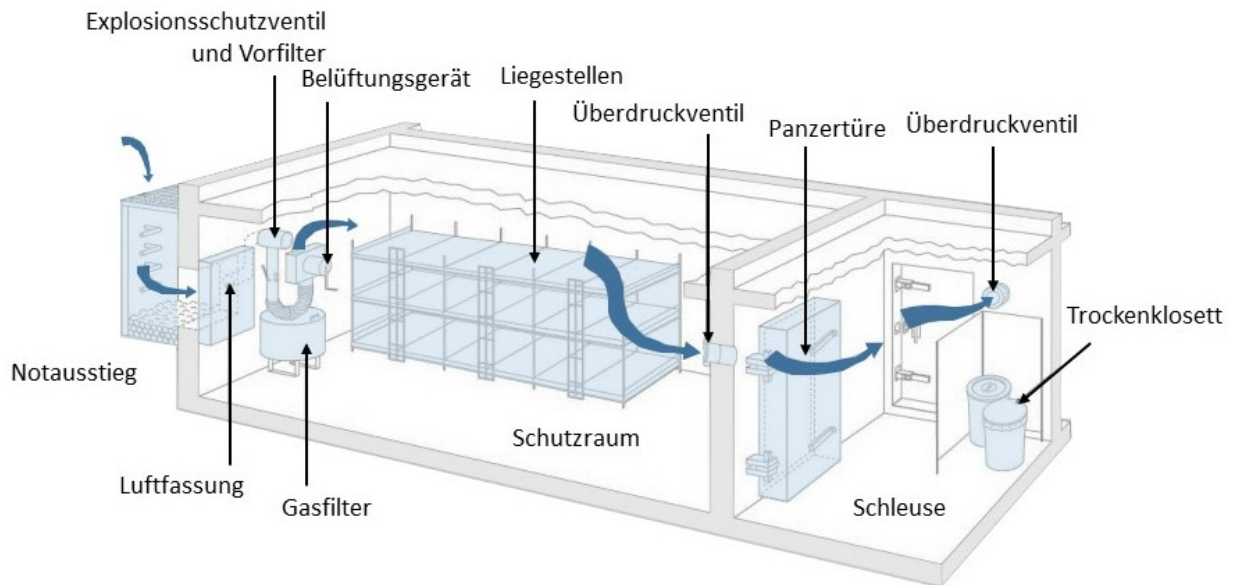 Explosionsschutzventil
und Vorfilter
Belüftungsgerät
Liegestellen
Überdruckventil
Panzertüre
Überdruckventil
Trockenklosett
Notausstieg
Schutzraum
Luftfassung
Gasfilter
Schleuse